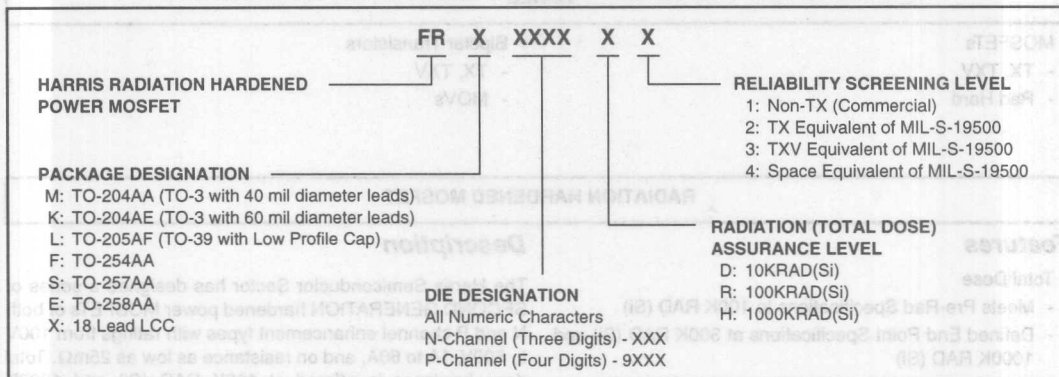 FR X XXXX X X
HARRIS RADIATION HARDENED
POWER MOSFET
PACKAGE DESIGNATION
M: TO-204AA (TO-3 with 40 mil diameter leads)
K: TO-204AE (TO-3 with 60 mil diameter leads)
L: TO-205AF (TO-39 with Low Profile Cap)
F: TO-254AA
S: TO-257AA
E: TO-258AA
X: 18 Lead LCC
DIE DESIGNATION
All Numeric Characters
N-Channel (Three Digits) - XXX
P-Channel (Four Digits) - 9XXX
RELIABILITY SCREENING LEVEL
1: Non-TX (Commercial)
2: TX Equivalent of MIL-S-19500
3: TXV Equivalent of MIL-S-19500
4: Space Equivalent of MIL-S-19500
RADIATION (TOTAL DOSE)
ASSURANCE LEVEL
D: 10KRAD(Si)
R: 100KRAD(Si)
H: 1000KRAD(Si)